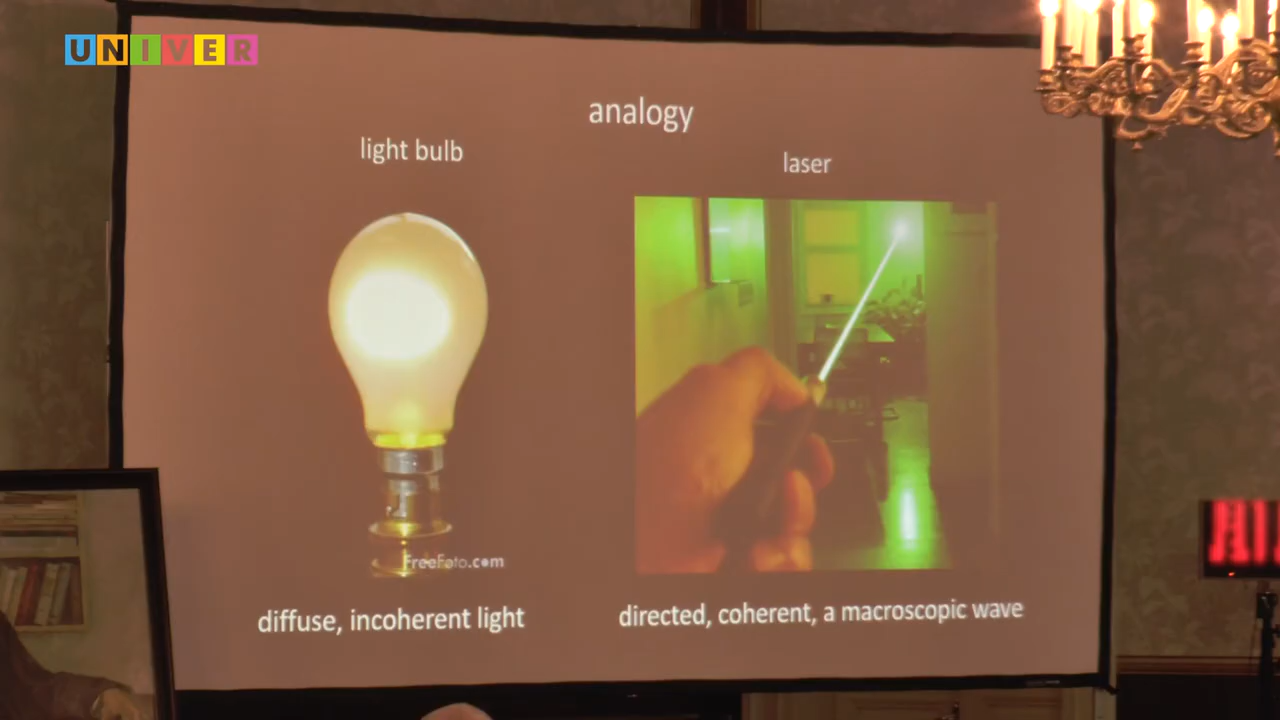 UNIVER
analogy
light bulb
laser
FreeFoto.com
diffuse, incoherent light
directed, coherent, a macroscopic wave